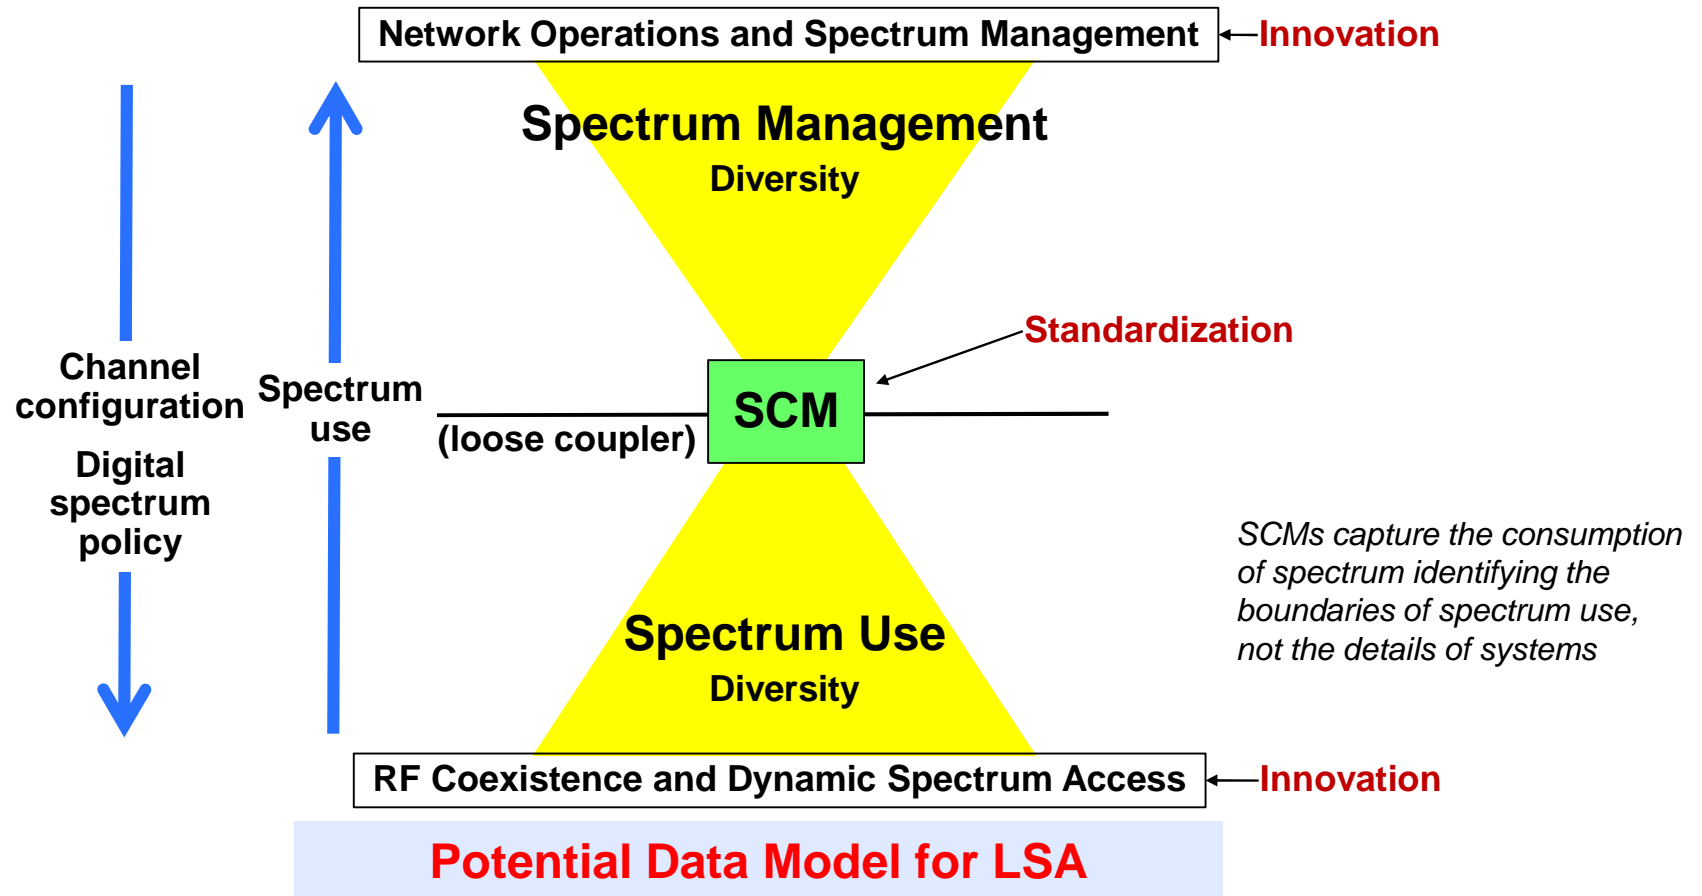 Network Operations and Spectrum Management
Innovation
Spectrum Management
Diversity
Standardization
Channel
configuration
Digital
spectrum
policy
Spectrum
use
(loose coupler)
SCM
SCMs capture the consumption
of spectrum identifying the
boundaries of spectrum use,
not the details of systems
Spectrum Use
Diversity
RF Coexistence and Dynamic Spectrum Access
Innovation
Potential Data Model for LSA